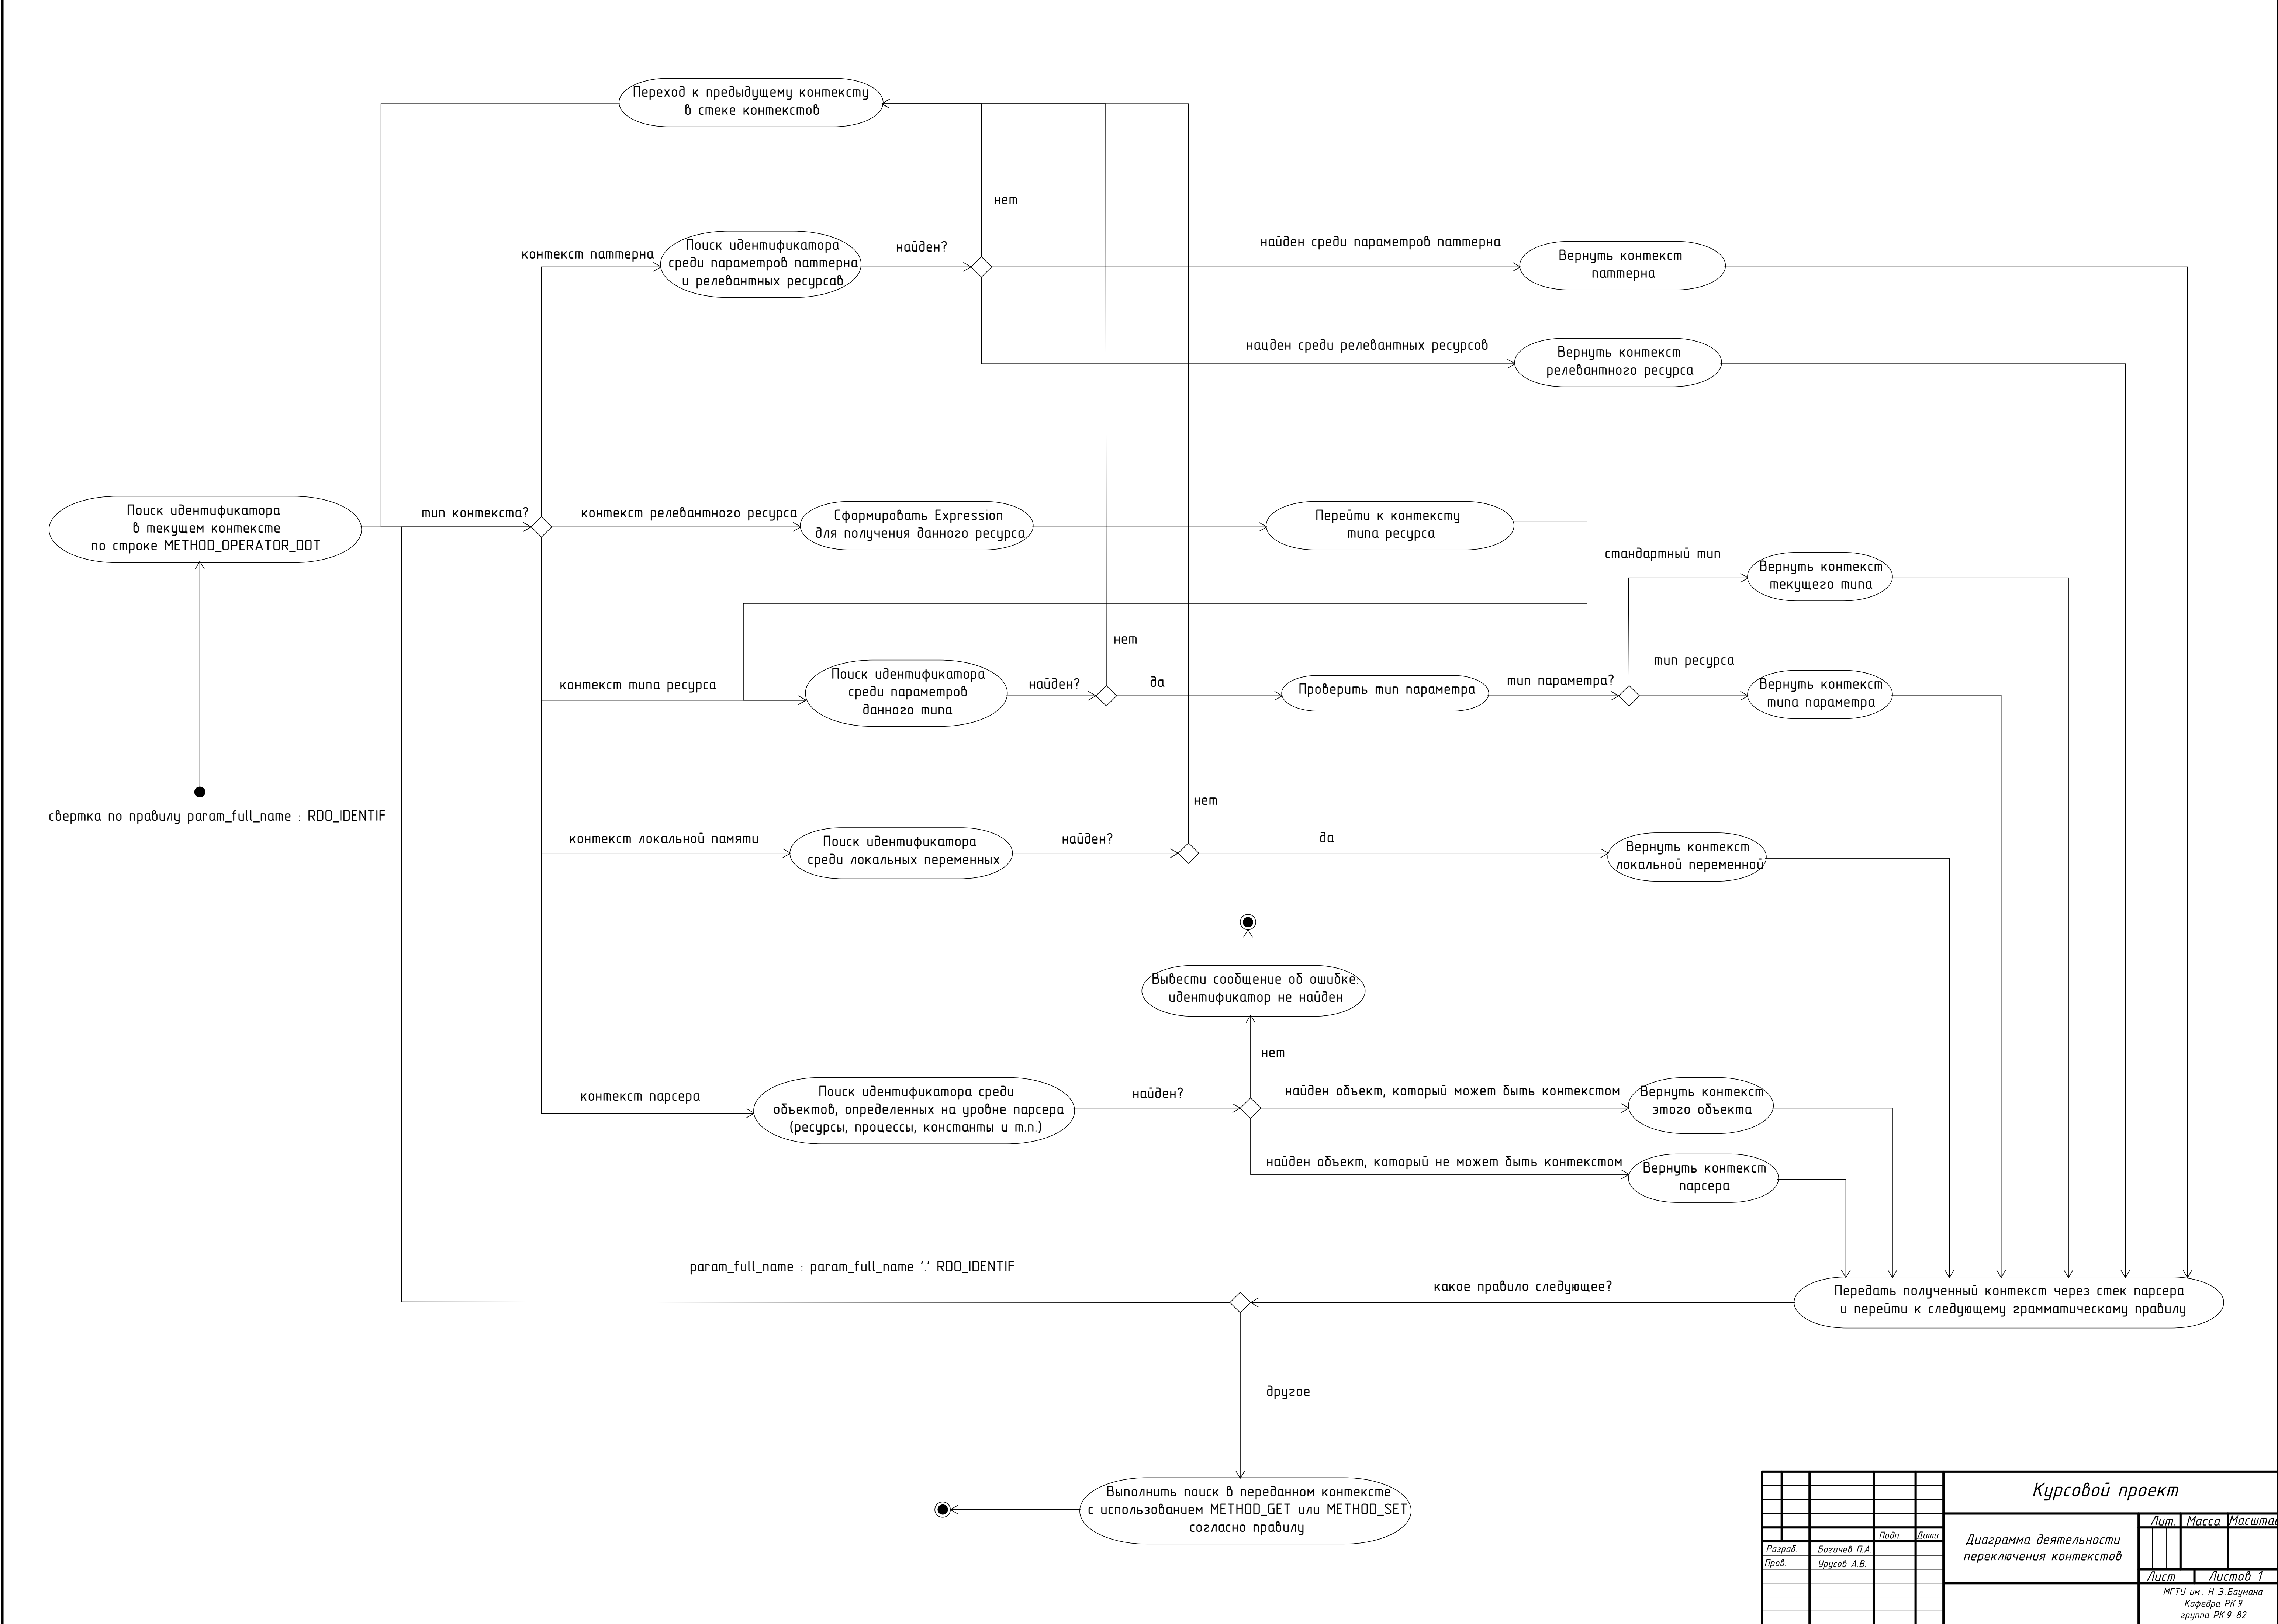 Переход к предыдущему контексту
в стеке контекстов
нет
контекст паттерна
Поиск идентификатора
среди параметров паттерна
и релевантных ресурсав
найден?
найден среди параметров паттерна
Вернуть контекст
паттерна
нацден среди релевантных ресурсов
Вернуть контекст
релевантного ресурса
Поиск идентификатора
в текущем контексте
по строке METHOD_OPERATOR_DOT
тип контекста?
контекст релевантного ресурса
Сформировать Expression
для получения данного ресурса
Перейти к контексту
типа ресурса
стандартный тип
Вернуть контекст
текущего типа
нет
контекст типа ресурса
Поиск идентификатора
среди параметров
данного типа
найден?
да
Проверить тип параметра
тип параметра?
тип ресурса
Вернуть контекст
типа параметра
свертка по правилу param_full_name : RDO_IDENTIF
нет
контекст локальной памяти
Поиск идентификатора
среди локальных переменных
найден?
да
Вернуть контекст
локальной переменной
Вывести сообщение об ошибке:
идентификатор не найден
нет
контекст парсера
Поиск идентификатора среди
объектов, определенных на уровне парсера
(ресурсы, процессы, константы и т.п.)
найден?
найден объект, который может быть контекстом
Вернуть контекст
этого объекта
найден объект, который не может быть контекстом
Вернуть контекст
парсера
param_full_name : param_full_name '.' RDO_IDENTIF
какое правило следующее?
Передать полученный контекст через стек парсера
и перейти к следующему грамматическому правилу
другое
Выполнить поиск в переданном контексте
с использованием METHOD_GET или METHOD_SET
согласно правилу
Курсовой проект
Подп. Дата
Разраб. Богачев П.А.
Пров. Урусов А.В.
Диаграмма деятельности
переключения контекстов
Лит. Масса Масштаб
Лист Листов 1
МГТУ им. Н.Э.Баумана
Кафедра РК 9
группа РК 9-82